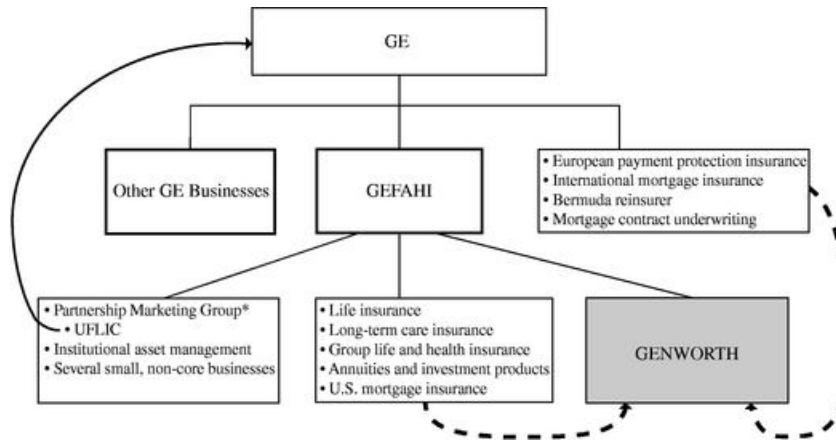 GE
Other GE Businesses
GEFAHI
• European payment protection insurance
• International mortgage insurance
• Bermuda reinsurer
• Mortgage contract underwriting
• Partnership Marketing Group*
• UFLIC
• Institutional asset management
• Several small, non-core businesses
• Life insurance
• Long-term care insurance
• Group life and health insurance
• Annuities and investment products
• U.S. mortgage insurance
GENWORTH